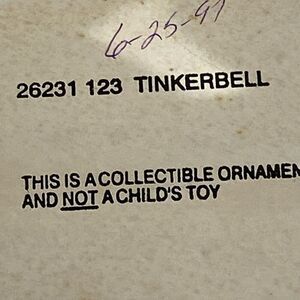 6-25-97
26231 123 TINKERBELL
THIS IS A COLLECTIBLE ORNAMEN
AND NOT A CHILD'S TOY